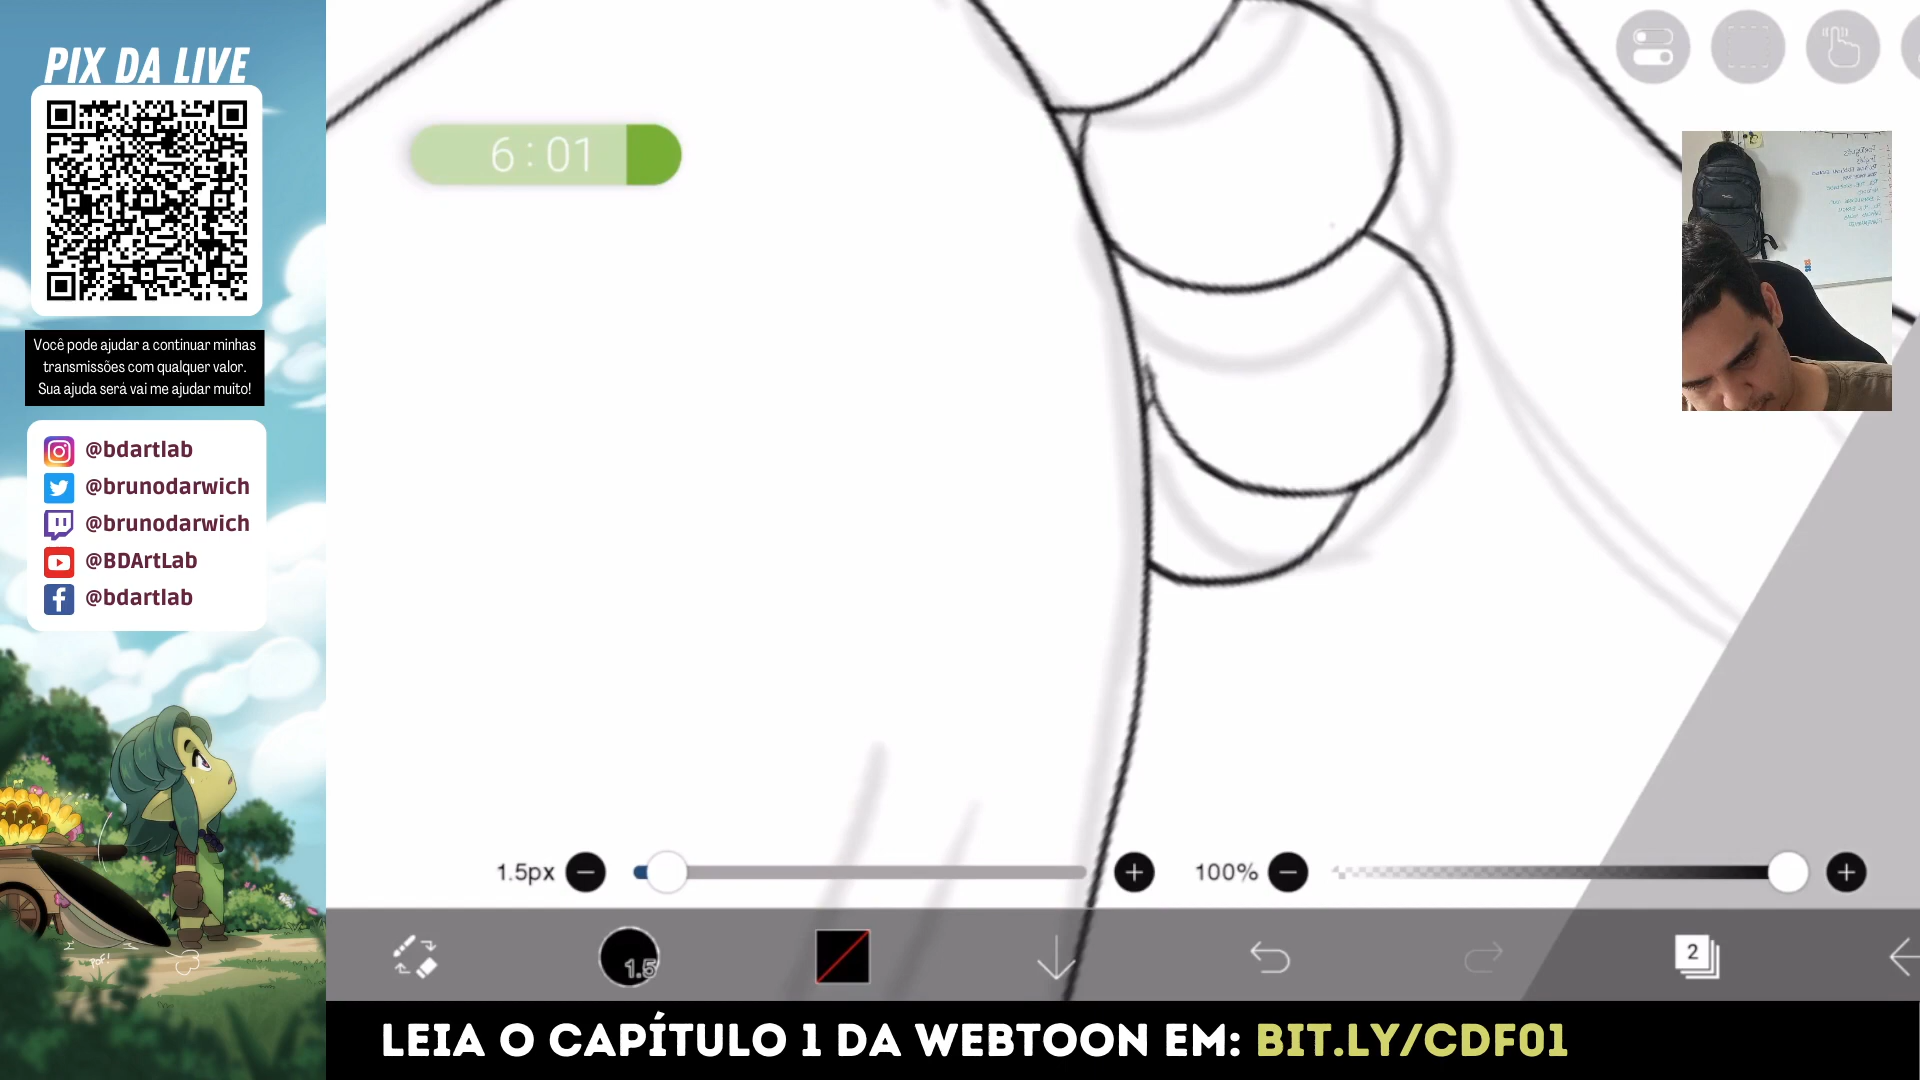 PIX DA LIVE
Você pode ajudar a continuar minhas
transmissões com qualquer valor.
Sua ajuda será vai me ajudar muito!
@bdartlab
@brunodarwich
@brunodarwich
@BDArtLab
@bdartlab
POF!
6:01
1.5px
100%
1.5
2
LEIA O CAPÍTULO 1 DA WEBTOON EM: BIT.LY/CDF01